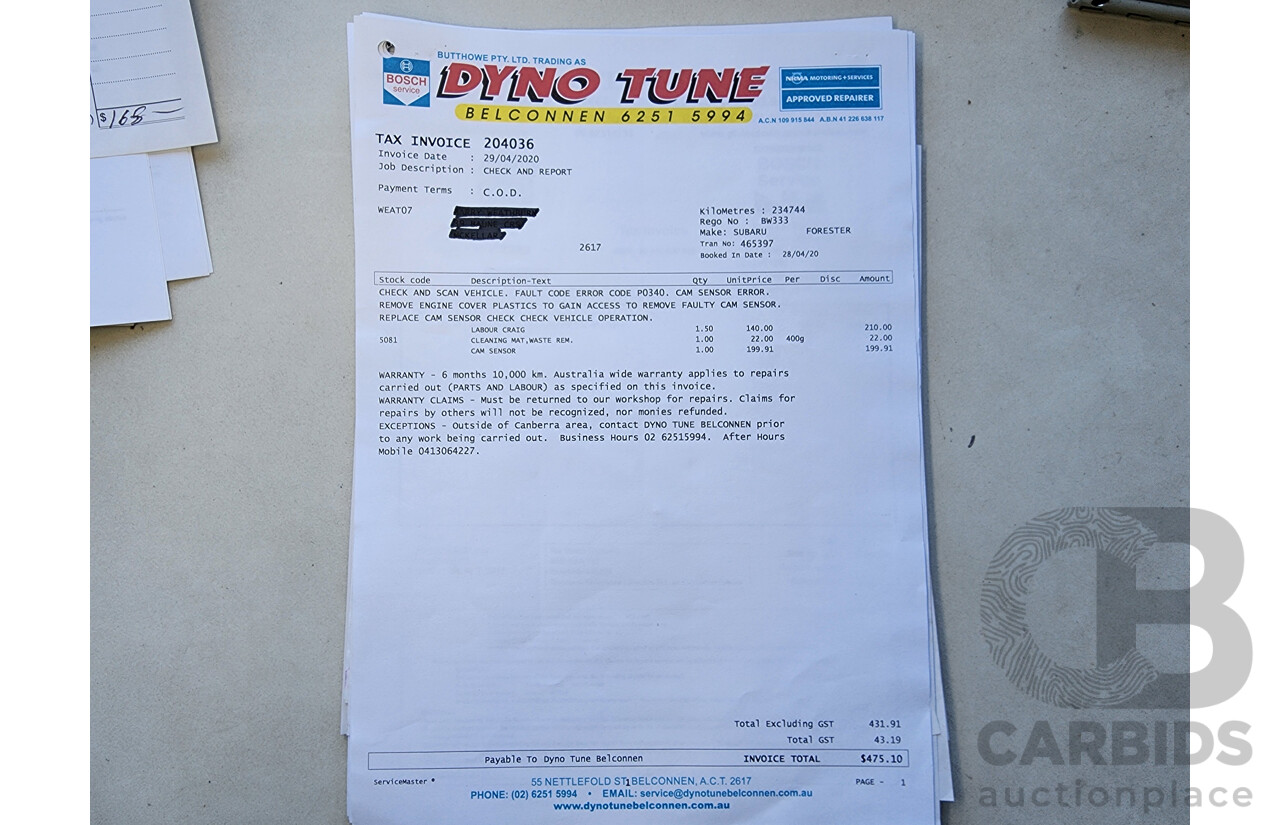 $168
BUTTHOWE PTY. LTD. TRADING AS
BOSCH
service
DYNO TUNE
BELCONNEN 6251 5994
NRMA MOTORING+SERVICES
APPROVED REPAIRER
A.C.N 109 915 844 A.B.N 41 226 638 117
TAX INVOICE 204036
Invoice Date : 29/04/2020
Job Description : CHECK AND REPORT
Payment Terms : C.O.D.
WEAT07
2617
KiloMetres : 234744
Rego No : BW333
Make: SUBARU FORESTER
Tran No: 465397
Booked In Date : 28/04/20
Stock code Description-Text Qty UnitPrice Per Disc Amount
CHECK AND SCAN VEHICLE. FAULT CODE ERROR CODE P0340. CAM SENSOR ERROR.
REMOVE ENGINE COVER PLASTICS TO GAIN ACCESS TO REMOVE FAULTY CAM SENSOR.
REPLACE CAM SENSOR CHECK CHECK VEHICLE OPERATION.
LABOUR CRAIG 1.50 140.00 210.00
5081 CLEANING MAT,WASTE REM. 1.00 22.00 400g 22.00
CAM SENSOR 1.00 199.91 199.91
WARRANTY - 6 months 10,000 km. Australia wide warranty applies to repairs
carried out (PARTS AND LABOUR) as specified on this invoice.
WARRANTY CLAIMS - Must be returned to our workshop for repairs. Claims for
repairs by others will not be recognized, nor monies refunded.
EXCEPTIONS - Outside of Canberra area, contact DYNO TUNE BELCONNEN prior
to any work being carried out. Business Hours 02 62515994. After Hours
Mobile 0413064227.
Total Excluding GST 431.91
Total GST 43.19
Payable To Dyno Tune Belconnen INVOICE TOTAL $475.10
ServiceMaster *
55 NETTLEFOLD ST BELCONNEN, A.C.T. 2617
PAGE - 1
PHONE: (02) 6251 5994 • EMAIL: service@dynotunebelconnen.com.au
www.dynotunebelconnen.com.au
CB
CARBIDS
auctionplace